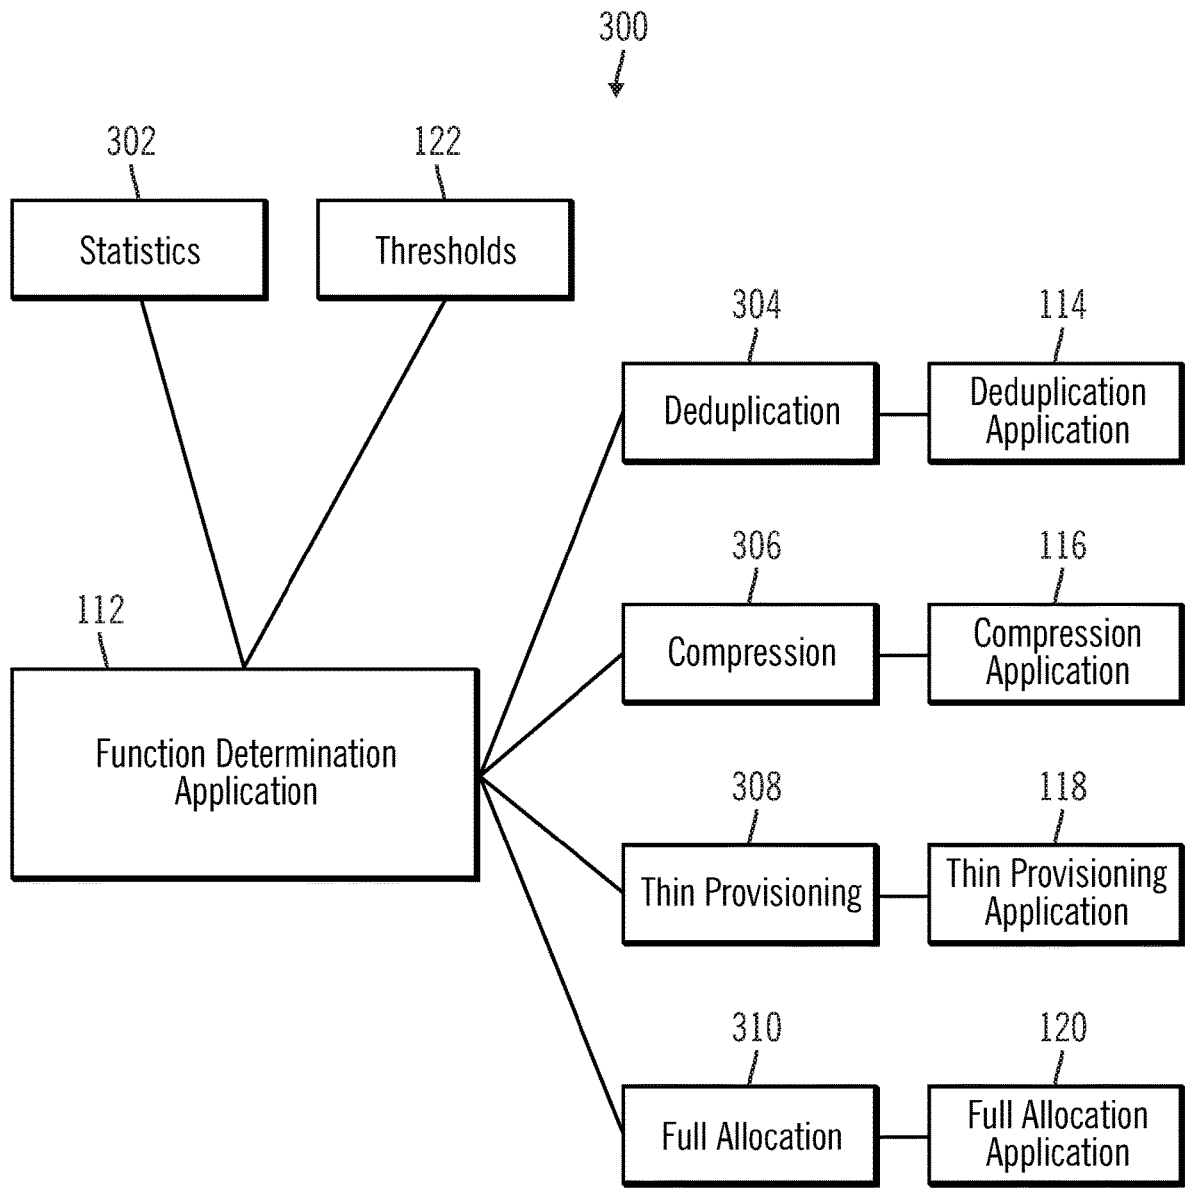 300
302
122
Statistics
Thresholds
304
114
Deduplication
Deduplication
Application
306
116
112
Compression
Compression
Application
Function Determination
Application
308
118
Thin Provisioning
Thin Provisioning
Application
310
120
Full Allocation
Full Allocation
Application